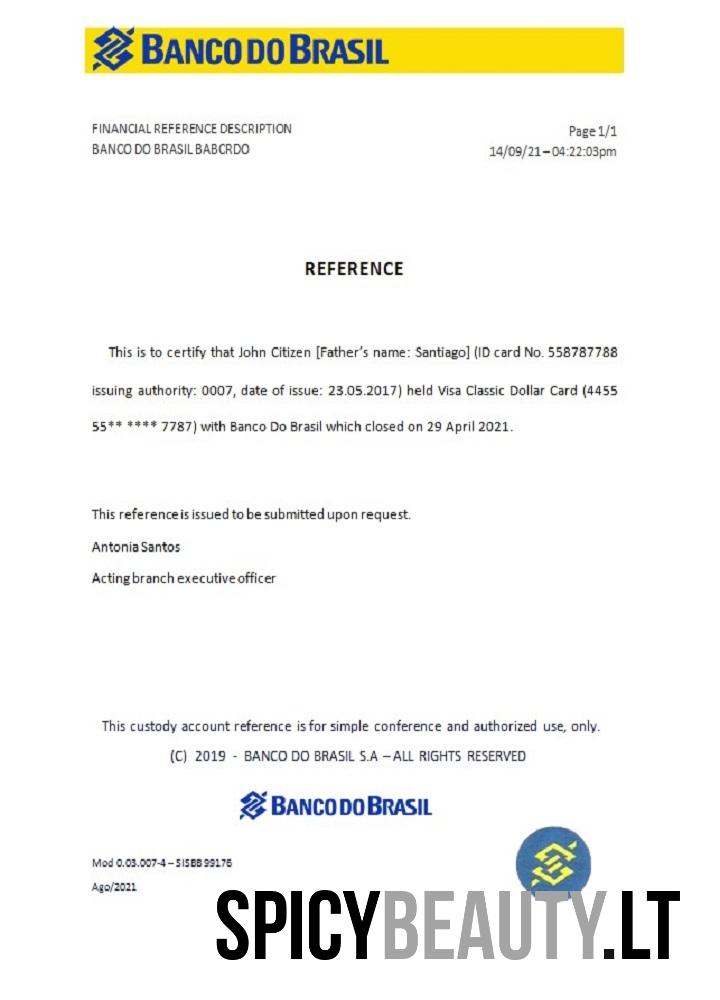 BANCO DO BRASIL
FINANCIAL REFERENCE DESCRIPTION
BANCO DO BRASIL BABCRDO
Page 1/1
14/09/21 – 04:22:03pm
REFERENCE
This is to certify that John Citizen [Father's name: Santiago] (ID card No. 558787788
issuing authority: 0007, date of issue: 23.05.2017) held Visa Classic Dollar Card (4455
55** **** 7787) with Banco Do Brasil which closed on 29 April 2021.
This reference is issued to be submitted upon request.
Antonia Santos
Acting branch executive officer
This custody account reference is for simple conference and authorized use, only.
(C) 2019 - BANCO DO BRASIL S.A – ALL RIGHTS RESERVED
BANCO DO BRASIL
Mod 0.03.007-4 – SISBB 99176
Ago/2021
SPICYBEAUTY.LT